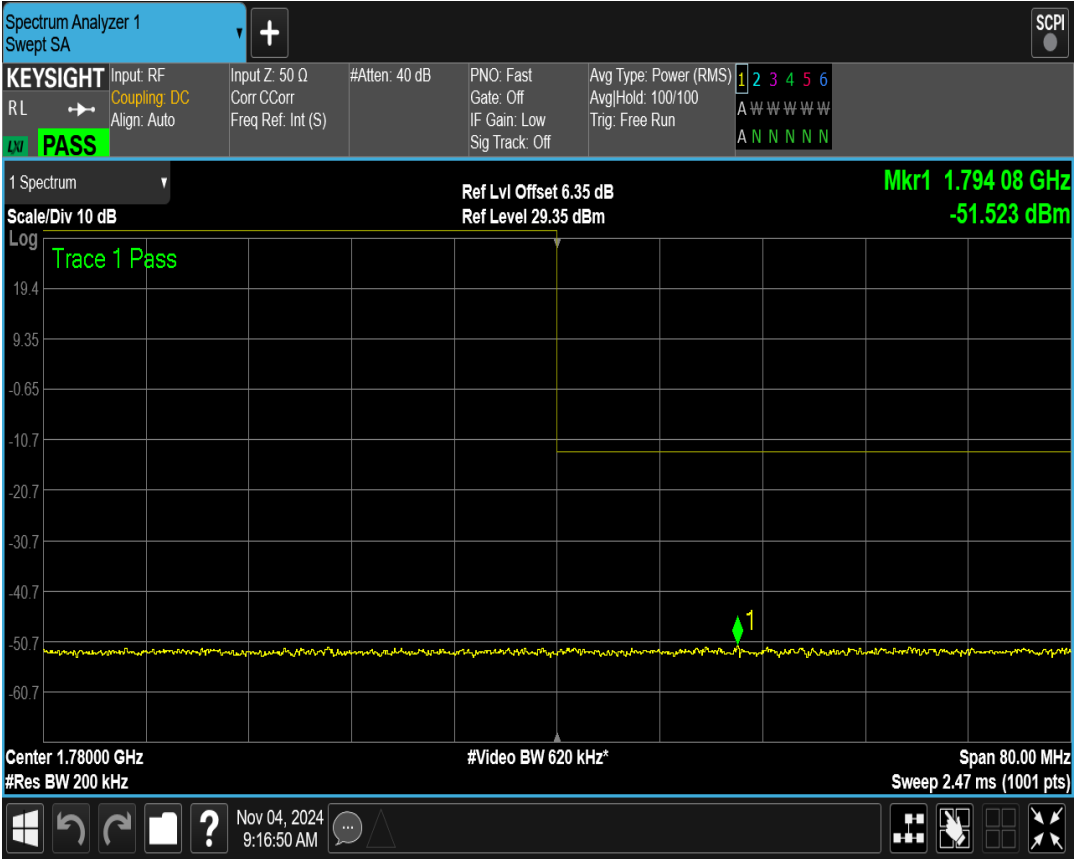 Spectrum Analyzer 1
Swept SA
+
SCPI
KEYSIGHT
RL
LXI
PASS
Input: RF
Coupling: DC
Align: Auto
Input Z: 50 Ω
Corr CCorr
Freq Ref: Int (S)
#Atten: 40 dB
PNO: Fast
Gate: Off
IF Gain: Low
Sig Track: Off
Avg Type: Power (RMS)
Avg|Hold: 100/100
Trig: Free Run
1 2 3 4 5 6
A W W W W W
A N N N N N
1 Spectrum
Scale/Div 10 dB
Ref Lvl Offset 6.35 dB
Ref Level 29.35 dBm
Mkr1 1.794 08 GHz
-51.523 dBm
Log
Trace 1 Pass
19.4
9.35
-0.65
-10.7
-20.7
-30.7
-40.7
-50.7
-60.7
1
Center 1.78000 GHz
#Res BW 200 kHz
#Video BW 620 kHz*
Span 80.00 MHz
Sweep 2.47 ms (1001 pts)
?
Nov 04, 2024
9:16:50 AM